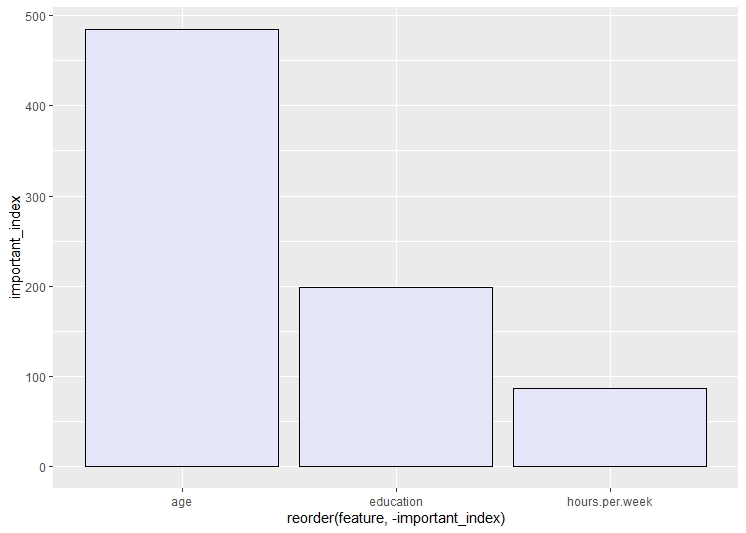 500
400
300
200
100
0
important_index
age education hours.per.week
reorder(feature, -important_index)